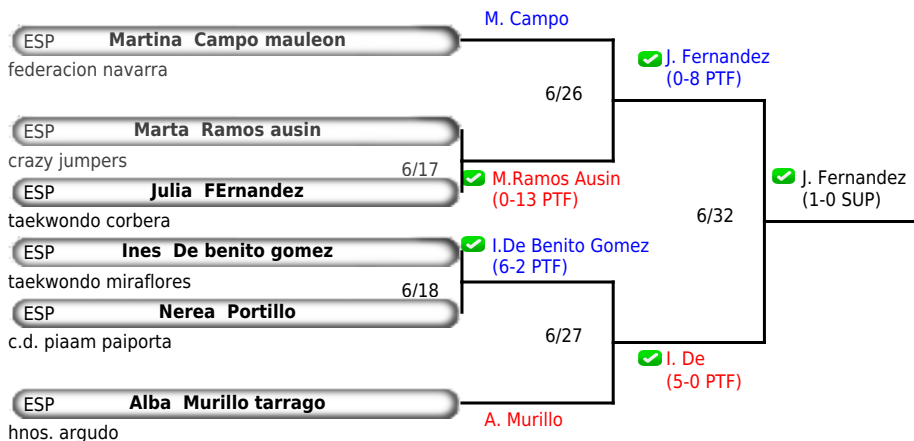 M. Campo
ESP Martina Campo mauleon
federacion navarra
J. Fernandez
(0-8 PTF)
6/26
ESP Marta Ramos ausin
crazy jumpers
6/17
M.Ramos Ausin
(0-13 PTF)
ESP Julia FErnandez
taekwondo corbera
J. Fernandez
(1-0 SUP)
6/32
ESP Ines De benito gomez
taekwondo miraflores
I.De Benito Gomez
(6-2 PTF)
6/18
ESP Nerea Portillo
c.d. piaam paiporta
6/27
I. De
(5-0 PTF)
ESP Alba Murillo tarrago
hnos. argudo
A. Murillo